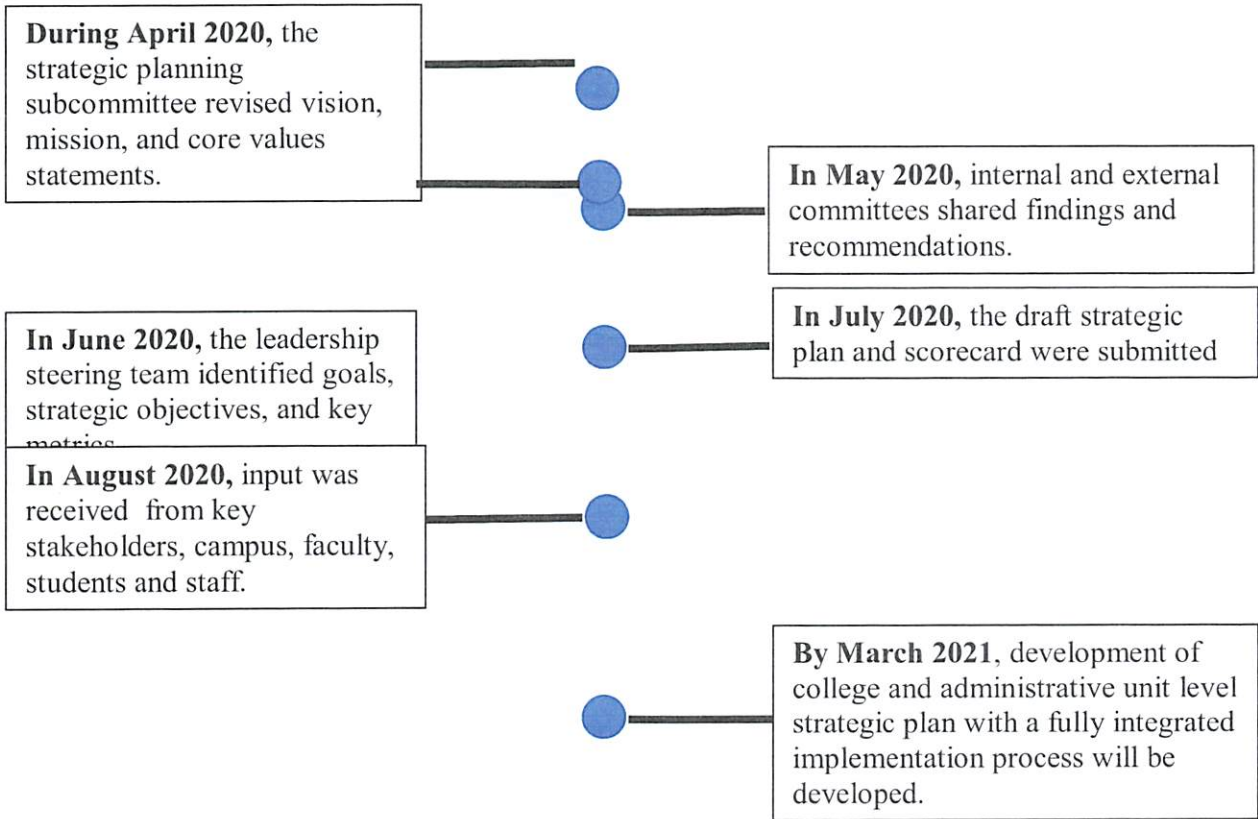 During April 2020, the
strategic planning
subcommittee revised vision,
mission, and core values
statements.
In May 2020, internal and external
committees shared findings and
recommendations.
In June 2020, the leadership
steering team identified goals,
strategic objectives, and key
metrics
In July 2020, the draft strategic
plan and scorecard were submitted
In August 2020, input was
received from key
stakeholders, campus, faculty,
students and staff.
By March 2021, development of
college and administrative unit level
strategic plan with a fully integrated
implementation process will be
developed.